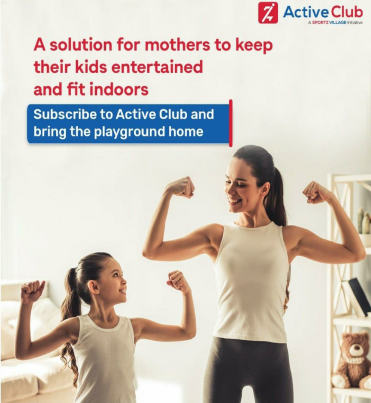 Active Club
A SPORTZ VILLAGE Initiative
A solution for mothers to keep
their kids entertained
and fit indoors
Subscribe to Active Club and
bring the playground home